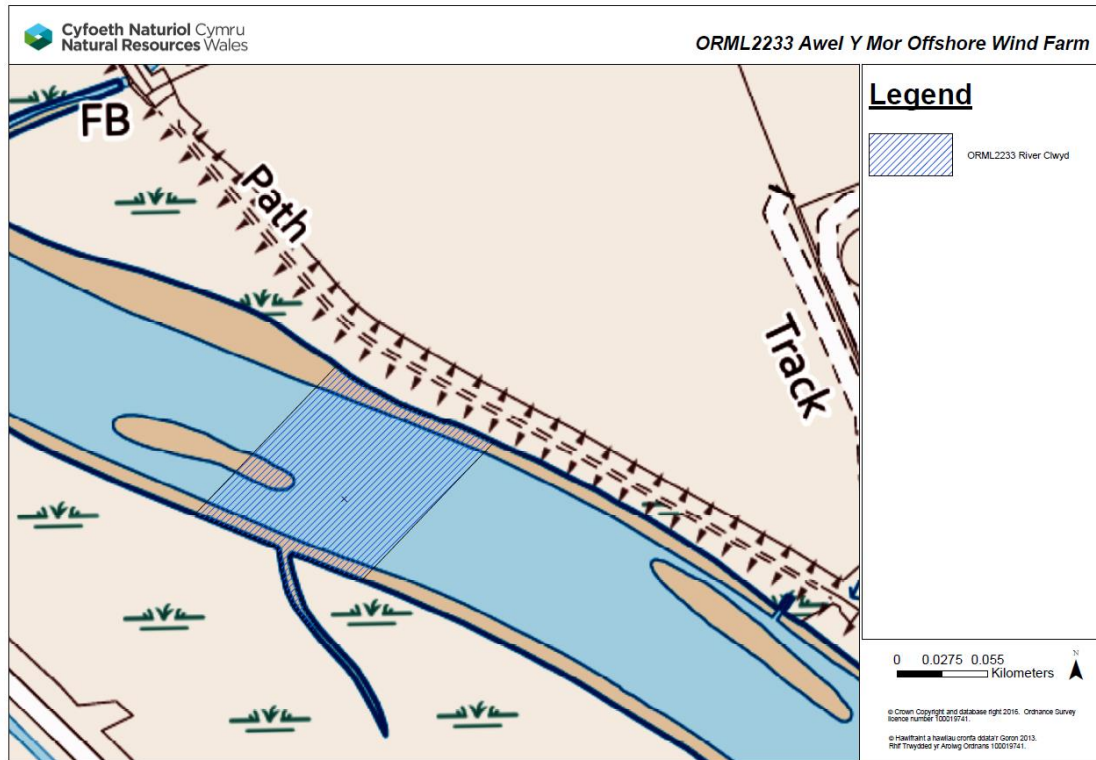 Cyfoeth Naturiol Cymru
Natural Resources Wales
ORML2233 Awel Y Mor Offshore Wind Farm
FB
Path
Track
Legend
ORML2233 River Clwyd
0 0.0275 0.055
Kilometers
N
© Crown Copyright and database right 2016. Ordnance Survey
licence number 100019741.
© Hawlfraint a hawliau cronfa ddata'r Goron 2013.
Rhif Trwydded yr Arolwg Ordnans 100019741.